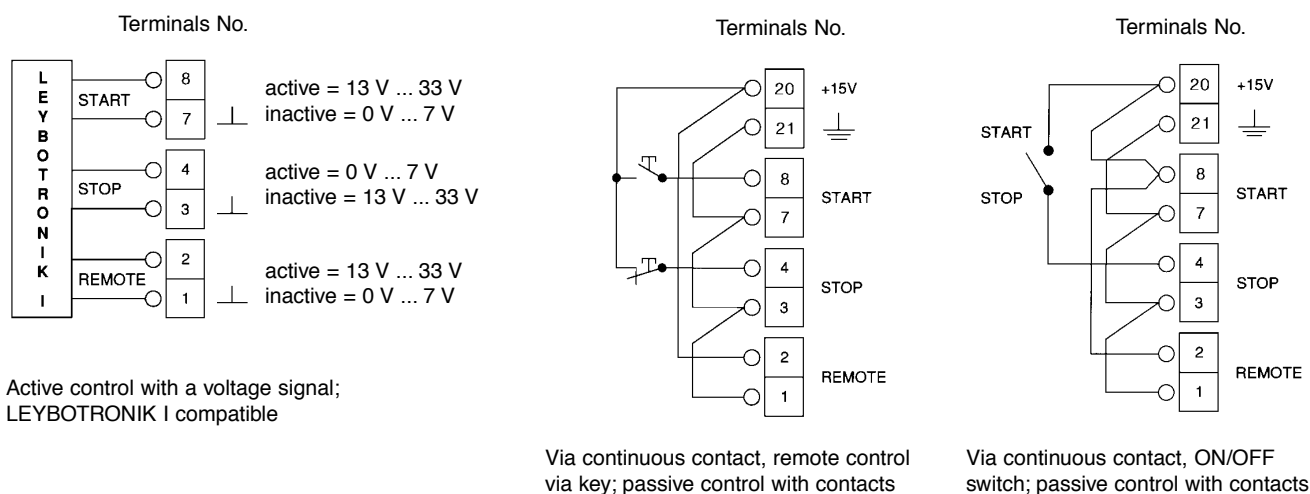 Terminals No.
LEYBOTRONIK I
8
START
7
active = 13 V ... 33 V
inactive = 0 V ... 7 V
4
STOP
3
active = 0 V ... 7 V
inactive = 13 V ... 33 V
2
REMOTE
1
active = 13 V ... 33 V
inactive = 0 V ... 7 V
Active control with a voltage signal;
LEYBOTRONIK I compatible
Terminals No.
20 +15V
21
8
START
7
4
STOP
3
2
REMOTE
1
Via continuous contact, remote control
via key; passive control with contacts
Terminals No.
20 +15V
21
START
STOP
8
START
7
4
STOP
3
2
REMOTE
1
Via continuous contact, ON/OFF
switch; passive control with contacts